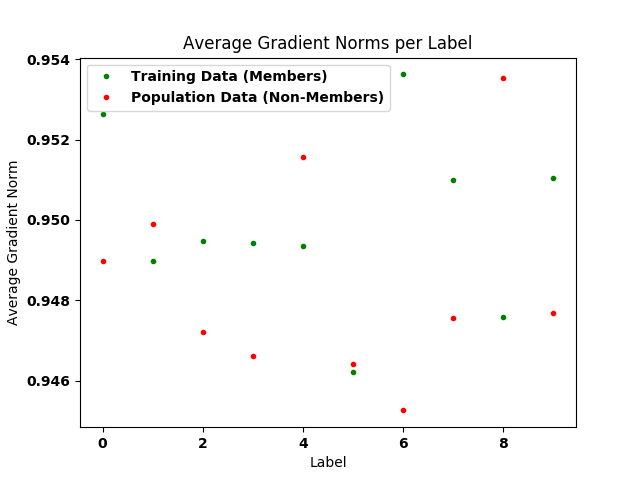 Average Gradient Norms per Label
0.954
0.952
0.950
0.948
0.946
Average Gradient Norm
Training Data (Members)
Population Data (Non-Members)
0 2 4 6 8
Label